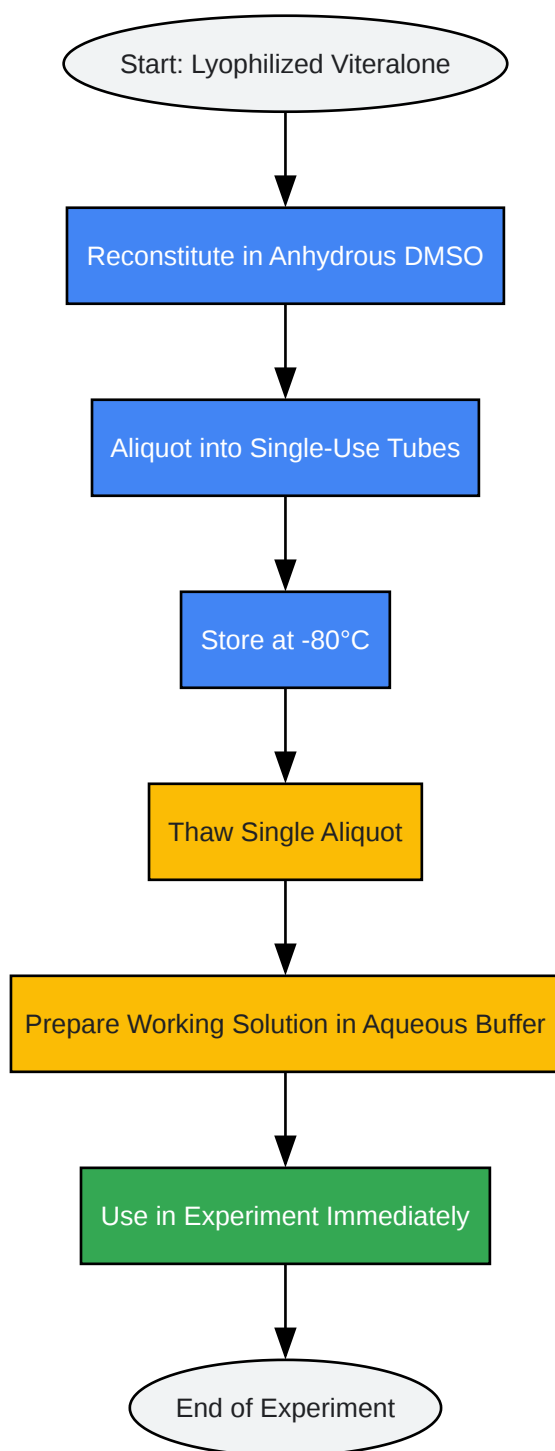 Start: Lyophilized Viteralone
Reconstitute in Anhydrous DMSO
Aliquot into Single-Use Tubes
Store at -80°C
Thaw Single Aliquot
Prepare Working Solution in Aqueous Buffer
Use in Experiment Immediately
End of Experiment